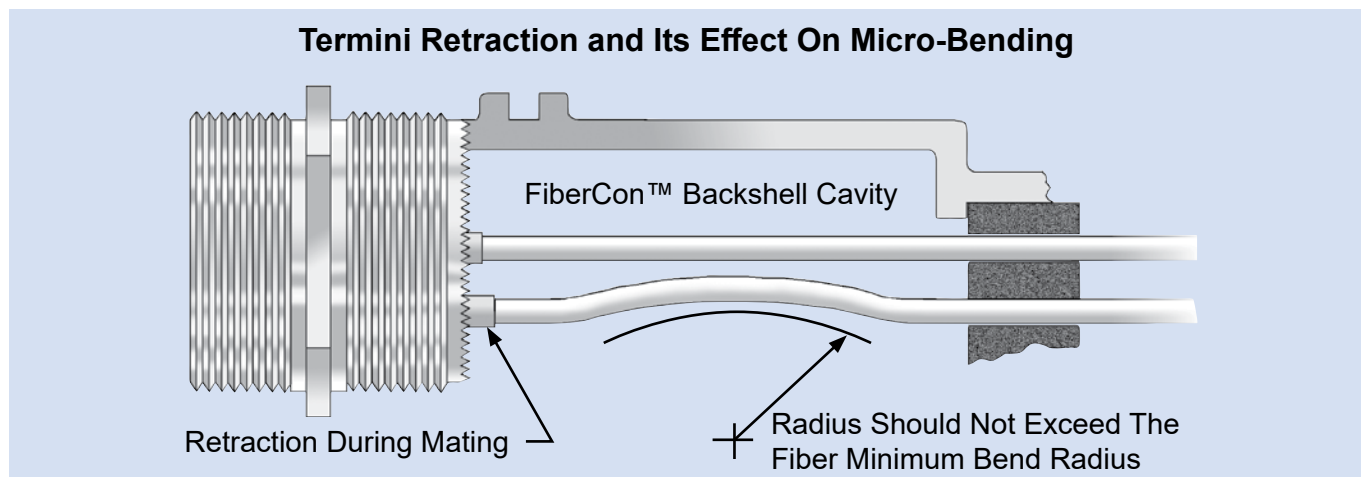 Termini Retraction and Its Effect On Micro-Bending
FiberCon™ Backshell Cavity
Retraction During Mating
Radius Should Not Exceed The
Fiber Minimum Bend Radius